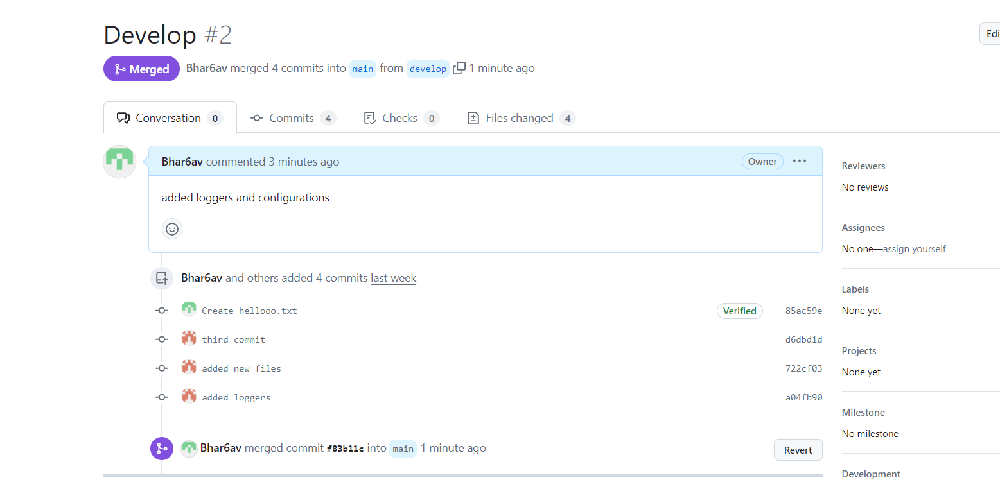 Develop #2
Edi
Merged Bhar6av merged 4 commits into main from develop 1 minute ago
Conversation 0 Commits 4 Checks 0 Files changed 4
Bhar6av commented 3 minutes ago Owner ...
added loggers and configurations
Bhar6av and others added 4 commits last week
Create hellooo.txt Verified 85ac59e
third commit d6dbd1d
added new files 722cf03
added loggers a04fb90
Bhar6av merged commit f83b11c into main 1 minute ago Revert
Reviewers
No reviews
Assignees
No one—assign yourself
Labels
None yet
Projects
None yet
Milestone
No milestone
Development